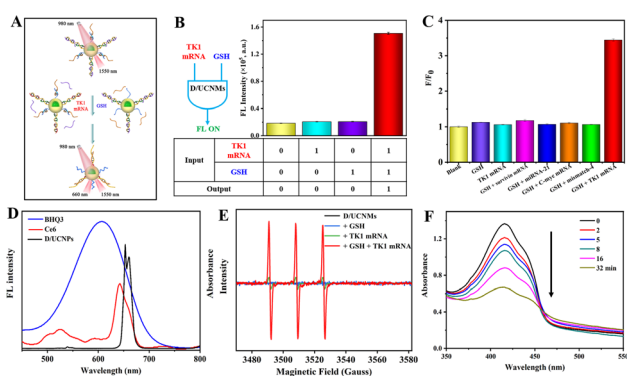 A
980 nm
1550 nm
TK1
mRNA
GSH
980 nm
660 nm
1550 nm
B
TK1
mRNA
GSH
D/UCNMs
FL ON
FL Intensity (×10⁶, a.u.)
1.6
1.2
0.8
0.4
0.0
Input
TK1
mRNA
0
1
0
1
GSH
0
0
1
1
Output
0
0
0
1
C
F/F₀
4
3
2
1
0
Blank
GSH
TK1 mRNA
GSH + survivin mRNA
GSH + miRNA-21
GSH + C-myc mRNA
GSH + mismatch-4
GSH + TK1 mRNA
D
BHQ3
Ce6
D/UCNPs
FL intensity
500
600
700
800
Wavelength (nm)
E
D/UCNMs
+ GSH
+ TK1 mRNA
+ GSH + TK1 mRNA
Absorbance
Intensity
3480
3500
3520
3540
3560
3580
Magnetic Field (Gauss)
F
0
2
5
8
16
32 min
Absorbance
1.6
1.2
0.8
0.4
0.0
350
400
450
500
550
Wavelength (nm)